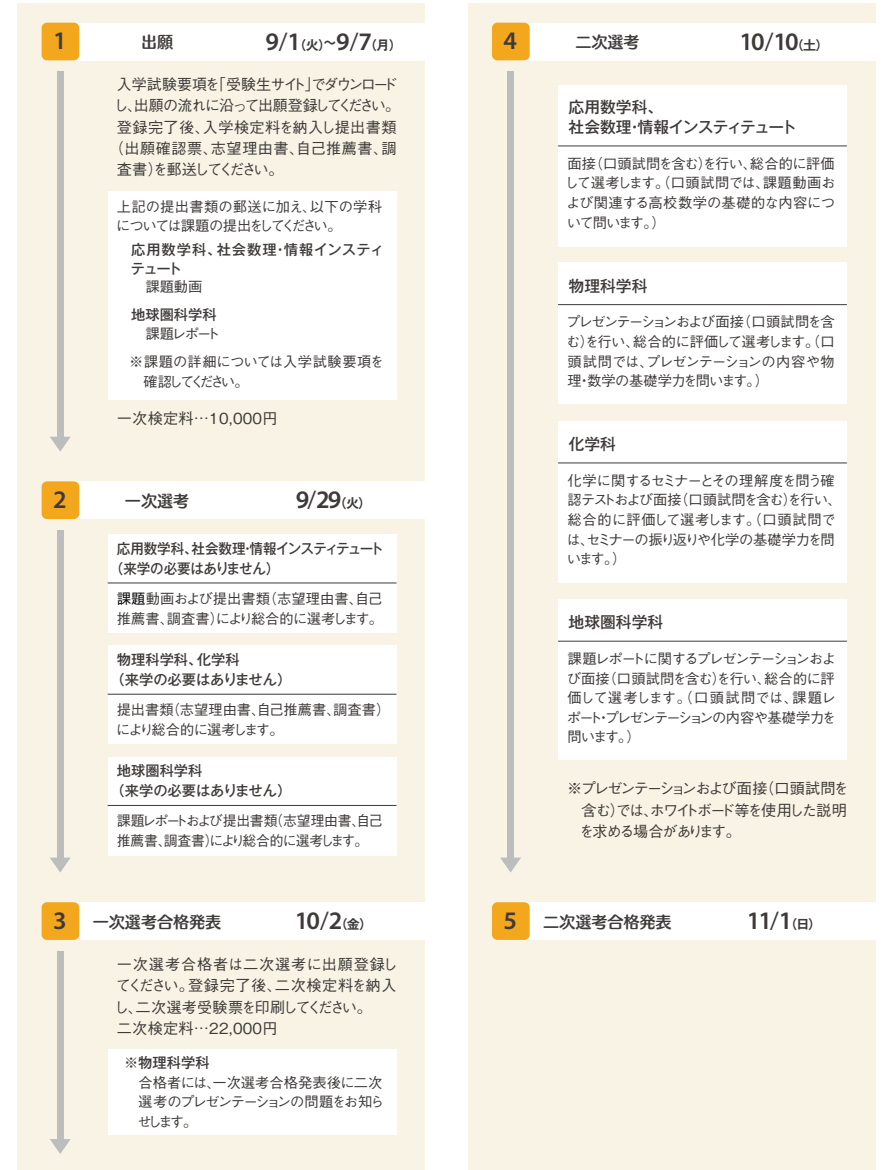 1 出願 9/1(火)~9/7(月)
入学試験要項を「受験生サイト」でダウンロード
し、出願の流れに沿って出願登録してください。
登録完了後、入学検定料を納入し提出書類
（出願確認票、志望理由書、自己推薦書、調
査書）を郵送してください。
上記の提出書類の郵送に加え、以下の学科
については課題の提出をしてください。
応用数学科、社会数理・情報インスティ
テュート
課題動画
地球圏科学科
課題レポート
※課題の詳細については入学試験要項を
確認してください。
一次検定料…10,000円
2 一次選考 9/29(火)
応用数学科、社会数理・情報インスティテュート
（来学の必要はありません）
課題動画および提出書類（志望理由書、自己
推薦書、調査書）により総合的に選考します。
物理科学科、化学科
（来学の必要はありません）
提出書類（志望理由書、自己推薦書、調査書）
により総合的に選考します。
地球圏科学科
（来学の必要はありません）
課題レポートおよび提出書類（志望理由書、自己
推薦書、調査書）により総合的に選考します。
3 一次選考合格発表 10/2(金)
一次選考合格者は二次選考に出願登録し
てください。登録完了後、二次検定料を納入
し、二次選考受験票を印刷してください。
二次検定料…22,000円
※物理科学科
合格者には、一次選考合格発表後に二次
選考のプレゼンテーションの問題をお知ら
せします。
4 二次選考 10/10(土)
応用数学科、
社会数理・情報インスティテュート
面接（口頭試問を含む）を行い、総合的に評価
して選考します。（口頭試問では、課題動画お
よび関連する高校数学の基礎的な内容につ
いて問います。）
物理科学科
プレゼンテーションおよび面接（口頭試問を含
む）を行い、総合的に評価して選考します。（口
頭試問では、プレゼンテーションの内容や物
理・数学の基礎学力を問います。）
化学科
化学に関するセミナーとその理解度を問う確
認テストおよび面接（口頭試問を含む）を行い、
総合的に評価して選考します。（口頭試問で
は、セミナーの振り返りや化学の基礎学力を問
います。）
地球圏科学科
課題レポートに関するプレゼンテーションおよ
び面接（口頭試問を含む）を行い、総合的に評
価して選考します。（口頭試問では、課題レ
ポート・プレゼンテーションの内容や基礎学力を
問います。）
※プレゼンテーションおよび面接（口頭試問を
含む）では、ホワイトボード等を使用した説明
を求める場合があります。
5 二次選考合格発表 11/1(日)